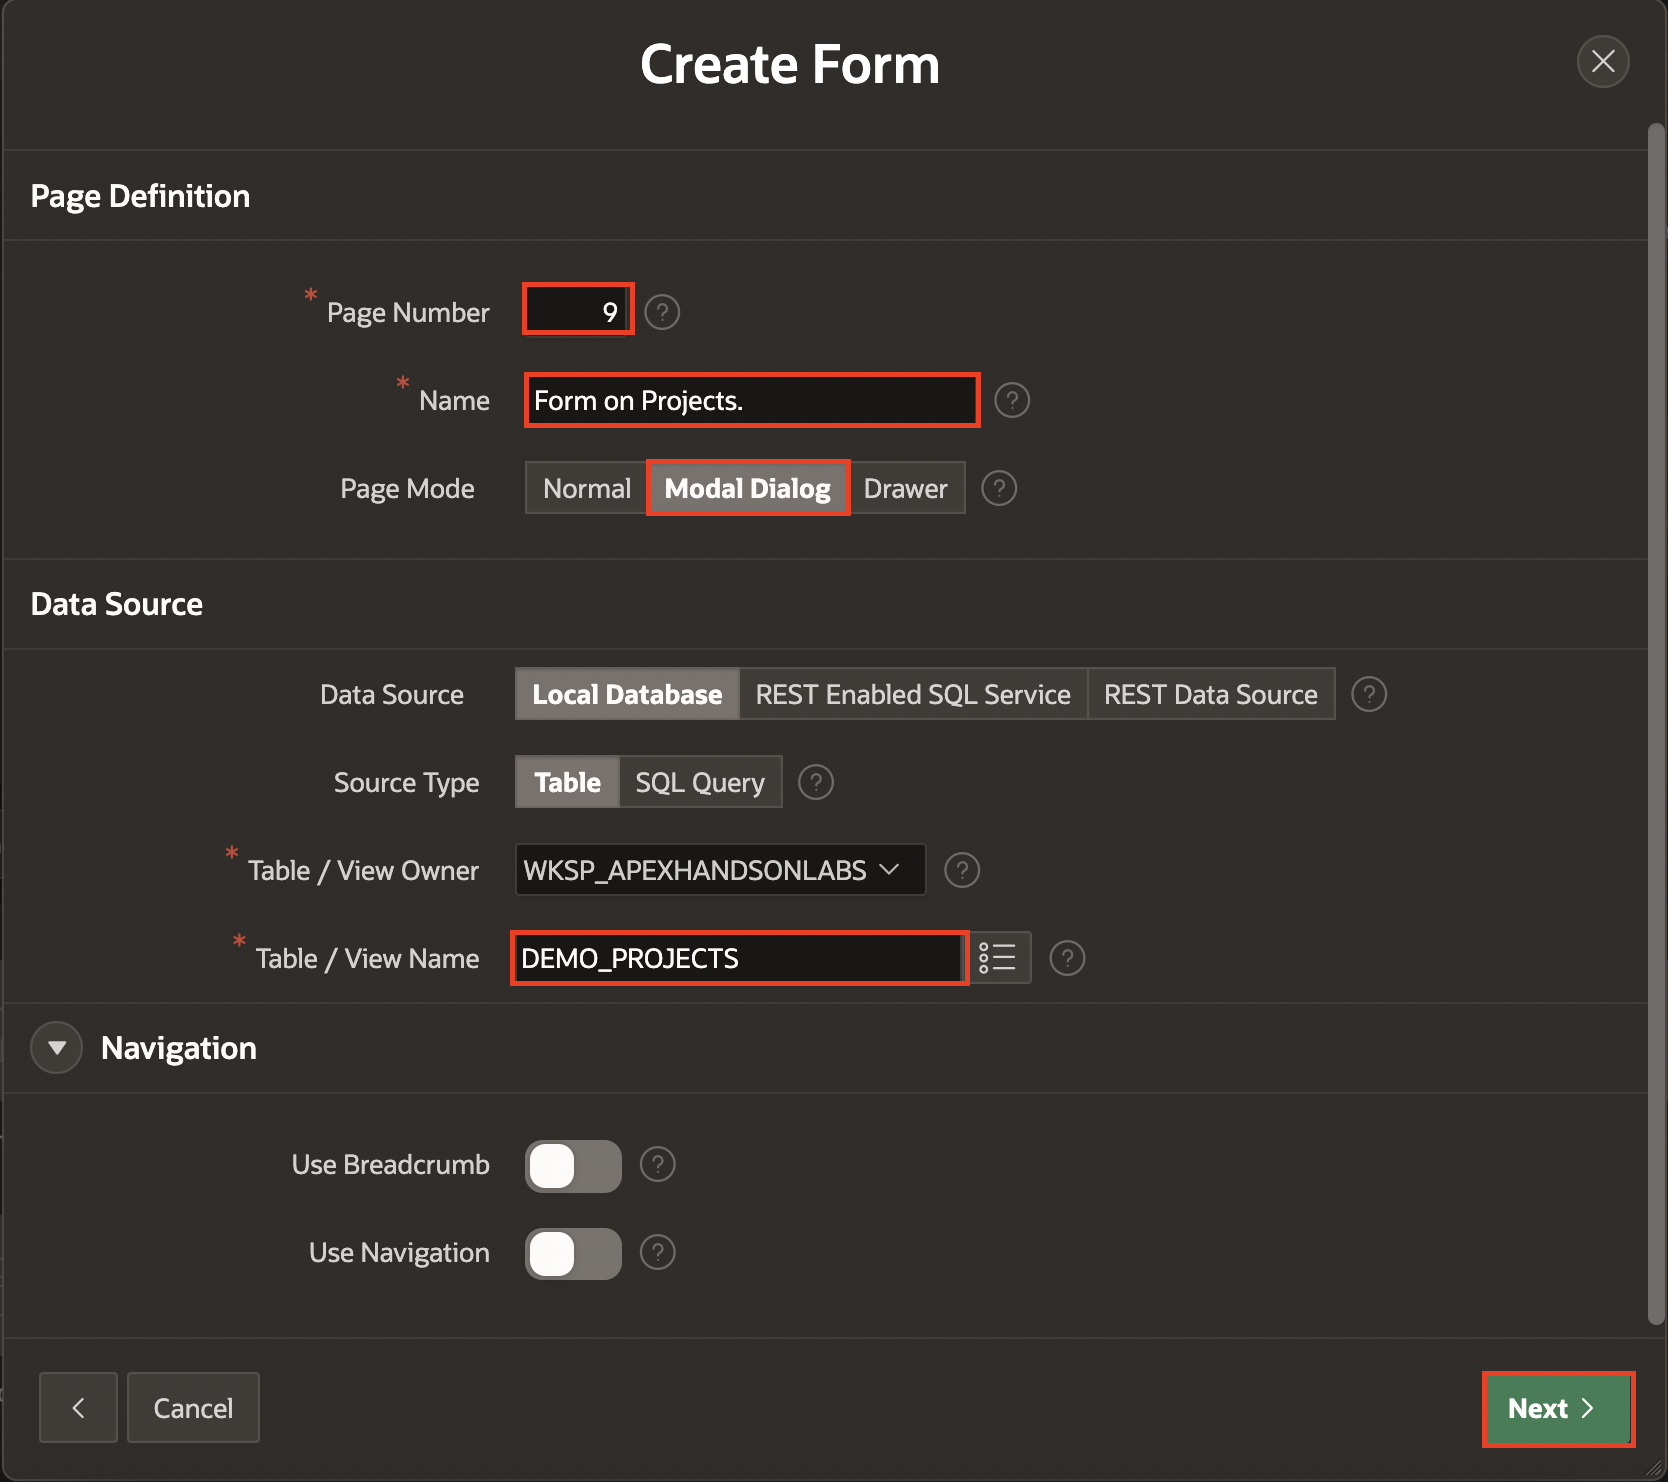 Create Form
Page Definition
* Page Number 9 ?
* Name Form on Projects. ?
Page Mode Normal Modal Dialog Drawer ?
Data Source
Data Source Local Database REST Enabled SQL Service REST Data Source ?
Source Type Table SQL Query ?
* Table / View Owner WKSP_APEXHANDSONLABS ?
* Table / View Name DEMO_PROJECTS ?
Navigation
Use Breadcrumb ?
Use Navigation ?
Cancel Next